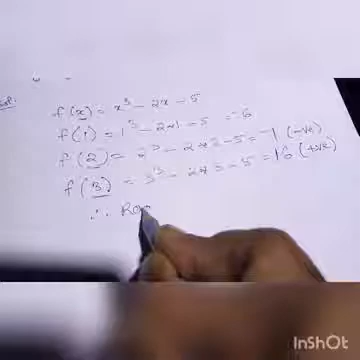 Sol:
f(x) = x³ - 2x - 5
f(1) = 1³ - 2*1 - 5 = -6
f(2) = 2³ - 2*2 - 5 = -1 (-ve)
f(3) = 3³ - 2*3 - 5 = 16 (+ve)
∴ Roo
InShOt